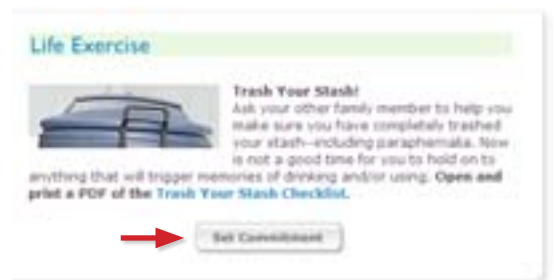 Life Exercise
Trash Your Stash!
Ask your other family member to help you
make sure you have completely trashed
your stash—including paraphernalia. Now
is not a good time for you to hold on to
anything that will trigger memories of drinking and/or using. Open and
print a PDF of the Trash Your Stash Checklist.
Set Commitment